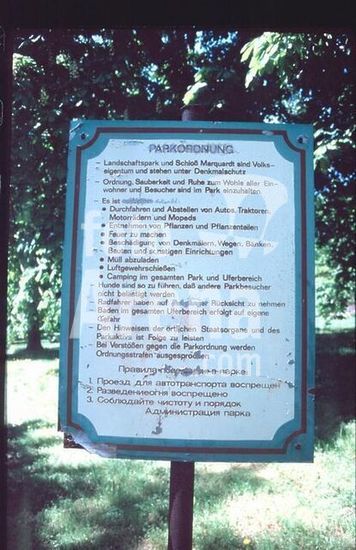 PARKORDNUNG
– Landschaftspark und Schloß Marquardt sind Volks-
eigentum und stehen unter Denkmalschutz
– Ordnung, Sauberkeit und Ruhe zum Wohle aller Ein-
wohner und Besucher sind im Park einzuhalten
– Es ist
• Durchfahren und Abstellen von Autos, Traktoren,
Motorrädern und Mopeds
• Entnehmen von Pflanzen und Pflanzenteilen
• Feuer zu machen
• Beschädigung von Denkmälern, Wegen, Bänken,
Bauten und sonstigen Einrichtungen
• Müll abzuladen
• Luftgewehrschießen
• Camping im gesamten Park und Uferbereich
Hunde sind so zu führen, daß andere Parkbesucher
nicht belästigt werden
Radfahrer haben auf Fußgänger Rücksicht zu nehmen
Baden im gesamten Uferbereich erfolgt auf eigene
Gefahr
Den Hinweisen der örtlichen Staatsorgane und des
Parkaktivs ist Folge zu leisten
Bei Verstößen gegen die Parkordnung werden
Ordnungsstrafen ausgesprochen
Правила парке
1. Проезд для автотранспорта воспрещен
2. Разведение огня воспрещено
3. Соблюдайте чистоту и порядок
Администрация парка
.com